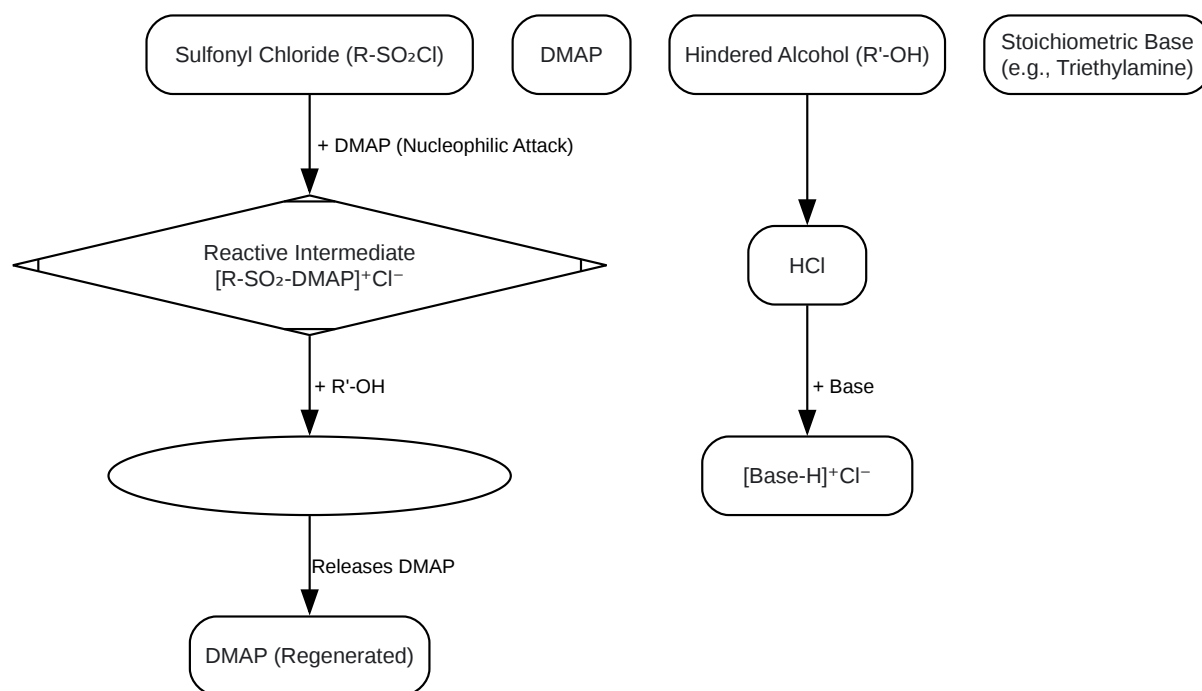 Sulfonyl Chloride (R-SO₂Cl)
DMAP
Hindered Alcohol (R'-OH)
Stoichiometric Base
(e.g., Triethylamine)
+ DMAP (Nucleophilic Attack)
Reactive Intermediate
[R-SO₂-DMAP]⁺Cl⁻
HCl
+ R'-OH
+ Base
[Base-H]⁺Cl⁻
Releases DMAP
DMAP (Regenerated)